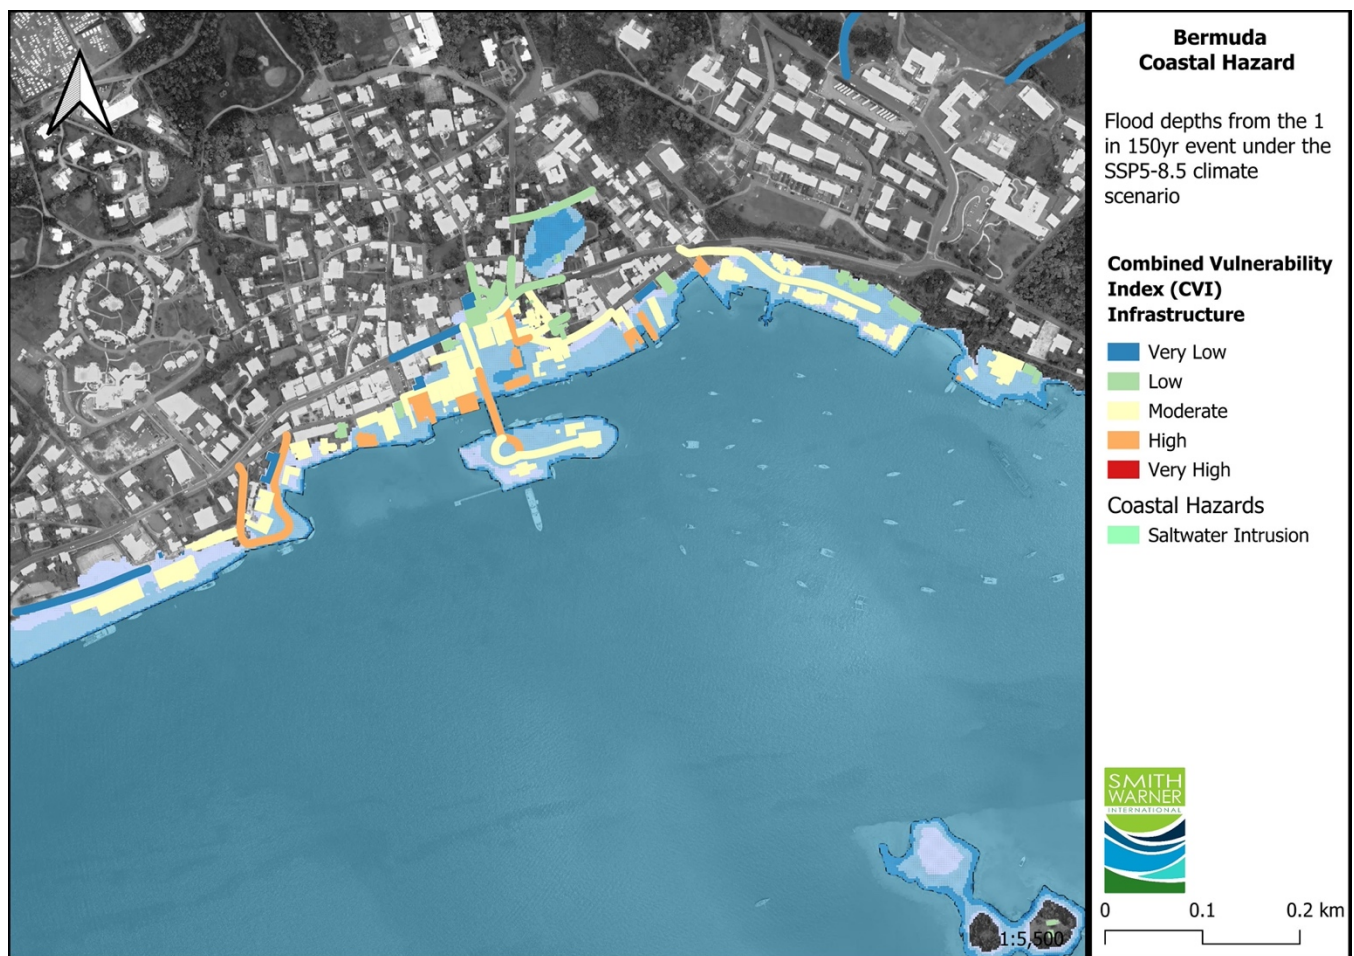 Bermuda
Coastal Hazard
Flood depths from the 1
in 150yr event under the
SSP5-8.5 climate
scenario
Combined Vulnerability
Index (CVI)
Infrastructure
Very Low
Low
Moderate
High
Very High
Coastal Hazards
Saltwater Intrusion
SMITH
WARNER
INTERNATIONAL
0 0.1 0.2 km
1:5,500